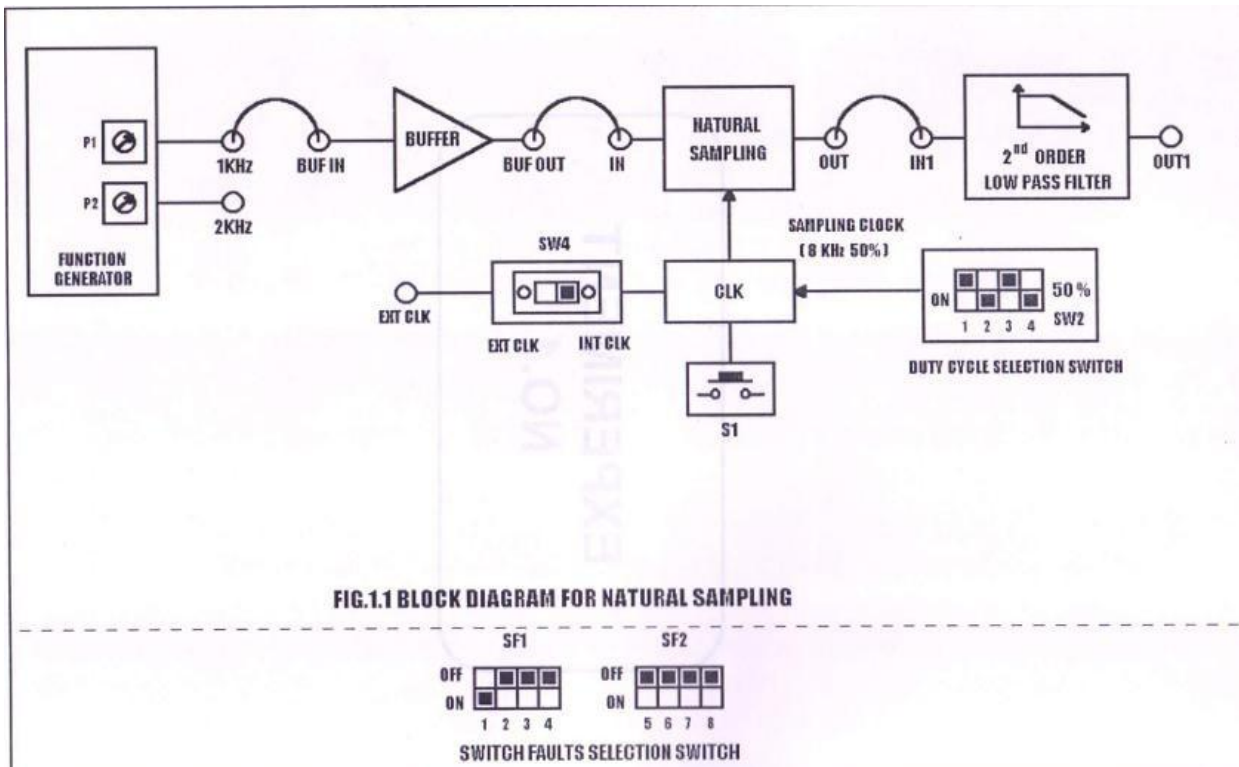 P1
P2
FUNCTION
GENERATOR
1KHz
2KHz
BUF IN
BUFFER
BUF OUT
IN
NATURAL
SAMPLING
OUT
IN1
2nd ORDER
LOW PASS FILTER
OUT1
SAMPLING CLOCK
( 8 KHz 50%)
SW4
EXT CLK
EXT CLK
INT CLK
CLK
S1
ON
50 %
SW2
1 2 3 4
DUTY CYCLE SELECTION SWITCH
EXPERIMENT
NO.
FIG.1.1 BLOCK DIAGRAM FOR NATURAL SAMPLING
SF1
SF2
OFF
ON
1 2 3 4
OFF
ON
5 6 7 8
SWITCH FAULTS SELECTION SWITCH